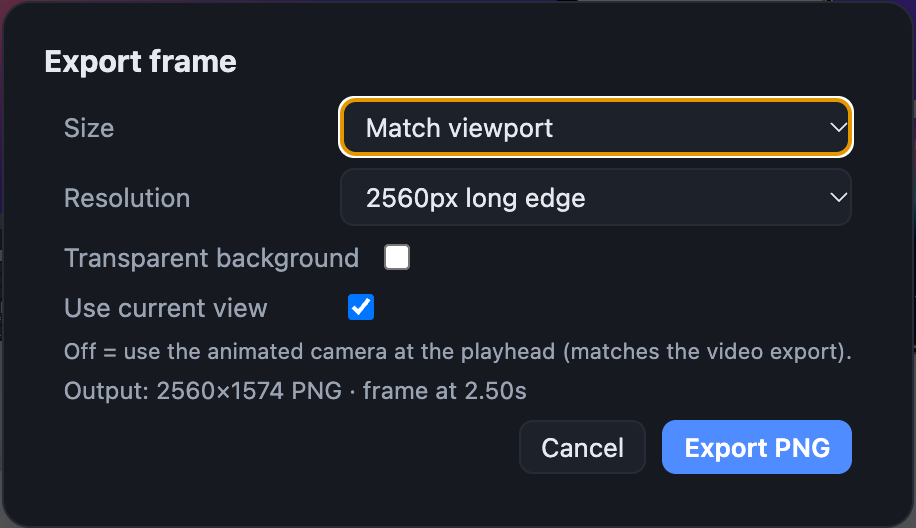 Export frame
Size
Match viewport
Resolution
2560px long edge
Transparent background
Use current view
Off = use the animated camera at the playhead (matches the video export).
Output: 2560×1574 PNG · frame at 2.50s
Cancel
Export PNG